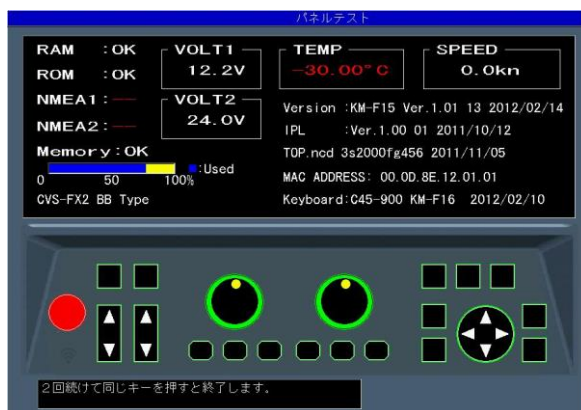 パネルテスト
RAM :OK
ROM :OK
NMEA1:---
NMEA2:---
Memory:OK
:Used
0 50 100%
CVS-FX2 BB Type
VOLT1
12.2V
VOLT2
24.0V
TEMP
-30.00°C
SPEED
0.0kn
Version :KM-F15 Ver.1.01 13 2012/02/14
IPL :Ver.1.00 01 2011/10/12
TOP.ncd 3s2000fg456 2011/11/05
MAC ADDRESS: 00.0D.8E.12.01.01
Keyboard:C45-900 KM-F16 2012/02/10
2回続けて同じキーを押すと終了します。